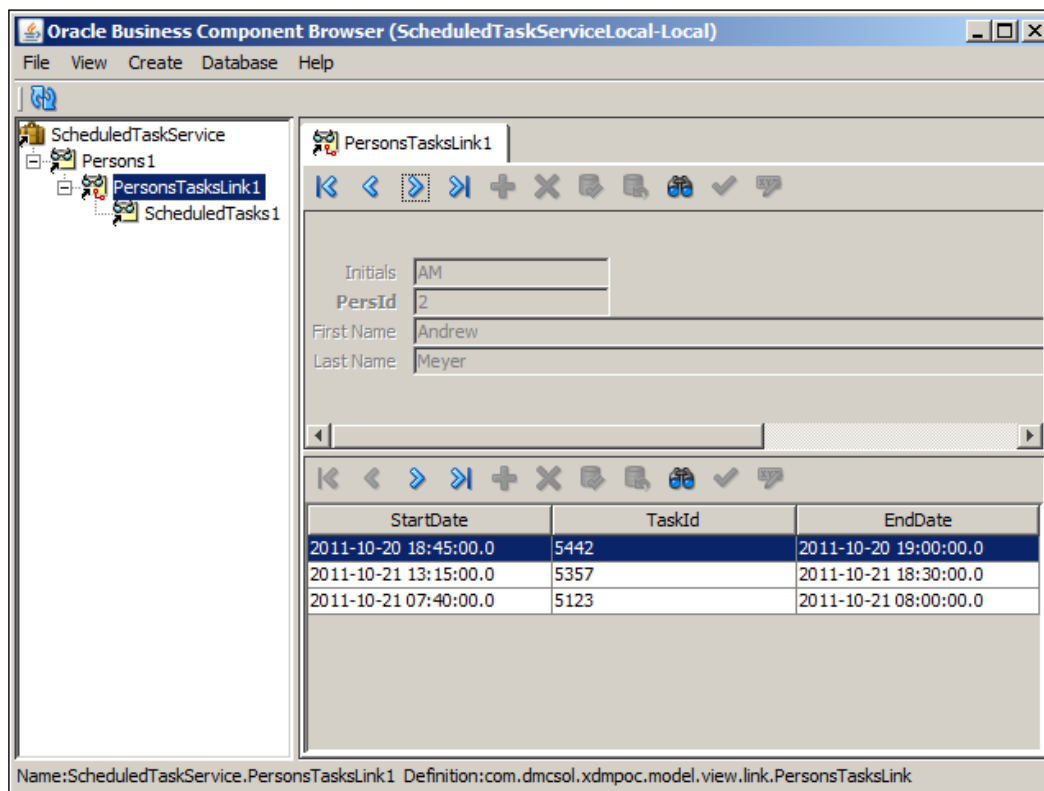 Oracle Business Component Browser (ScheduledTaskServiceLocal-Local)
File View Create Database Help
ScheduledTaskService
Persons1
PersonsTasksLink1
ScheduledTasks1
PersonsTasksLink1
Initials AM
PersId 2
First Name Andrew
Last Name Meyer
StartDate TaskId EndDate
2011-10-20 18:45:00.0 5442 2011-10-20 19:00:00.0
2011-10-21 13:15:00.0 5357 2011-10-21 18:30:00.0
2011-10-21 07:40:00.0 5123 2011-10-21 08:00:00.0
Name:ScheduledTaskService.PersonsTasksLink1 Definition:com.dmcsol.xdmpoc.model.view.link.PersonsTasksLink